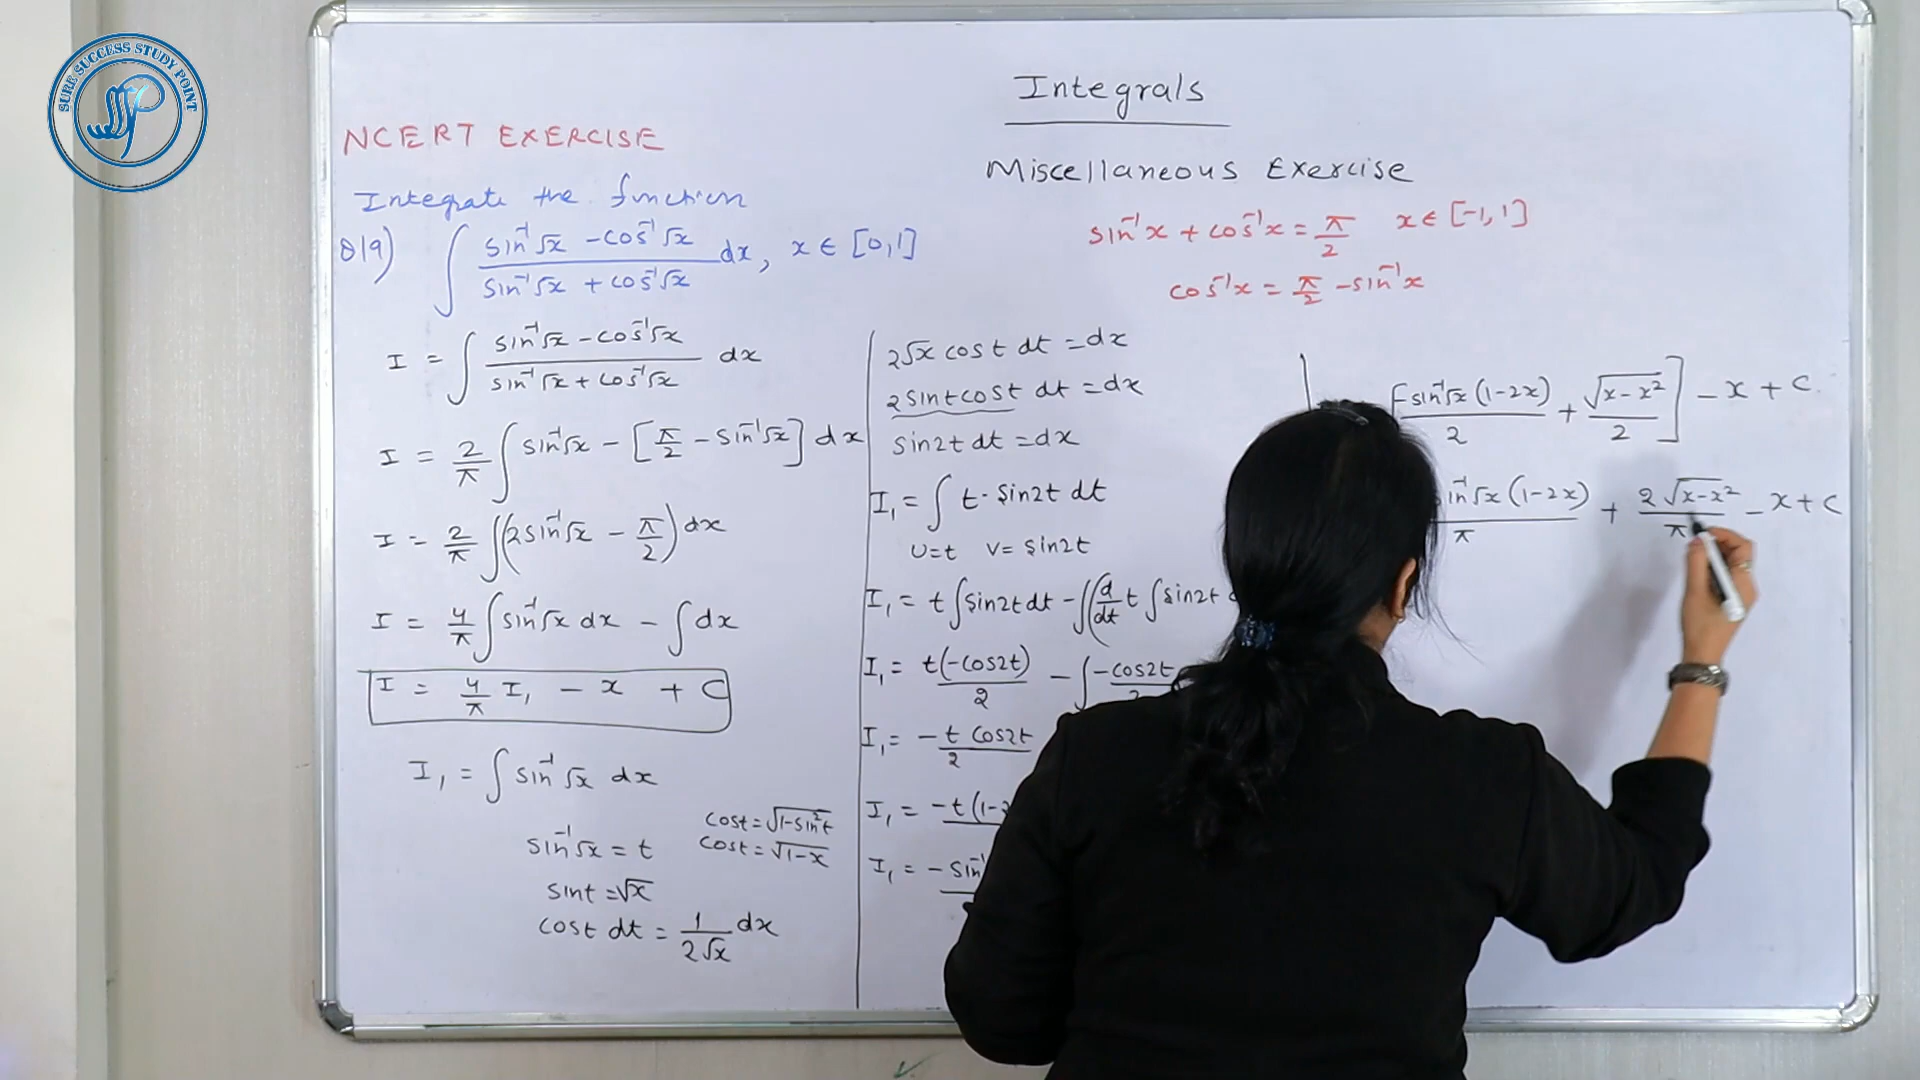 SURE SUCCESS STUDY POINT
Integrals
NCERT EXERCISE
Miscellaneous Exercise
Integrate the function
Q19) ∫ (sin⁻¹√x - cos⁻¹√x)/(sin⁻¹√x + cos⁻¹√x) dx, x ∈ [0,1]
sin⁻¹x + cos⁻¹x = π/2 x ∈ [-1,1]
cos⁻¹x = π/2 - sin⁻¹x
I = ∫ (sin⁻¹√x - cos⁻¹√x)/(sin⁻¹√x + cos⁻¹√x) dx
I = 2/π ∫ sin⁻¹√x - [π/2 - sin⁻¹√x] dx
I = 2/π ∫(2sin⁻¹√x - π/2) dx
I = 4/π ∫ sin⁻¹√x dx - ∫ dx
I = 4/π I₁ - x + C
I₁ = ∫ sin⁻¹√x dx
sin⁻¹√x = t
sint = √x
cost dt = 1/(2√x) dx
cost = √(1-sin²t)
cost = √(1-x)
2√x cost dt = dx
2sintcost dt = dx
sin2t dt = dx
I₁ = ∫ t. sin2t dt
U=t V= sin2t
I₁ = t∫sin2t dt - ∫(d/dt t ∫sin2t
I₁ = t(-cos2t)/2 - ∫ -cos2t
I₁ = - t cos2t/2
I₁ = -t(1-
I₁ = - sin⁻¹
[-sin⁻¹√x (1-2x)/2 + √(x-x²)/2] - x + C
sin⁻¹√x (1-2x)/π + 2√(x-x²)/π - x + C